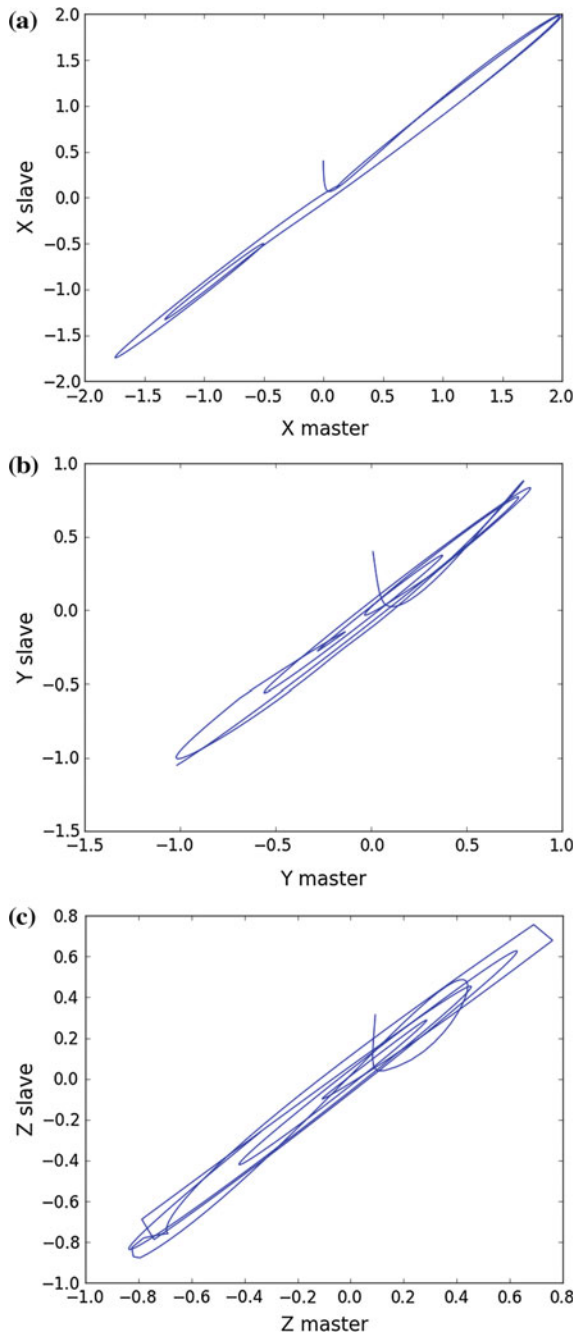 (a)
2.0
1.5
1.0
0.5
0.0
−0.5
−1.0
−1.5
−2.0
X slave
−2.0 −1.5 −1.0 −0.5 0.0 0.5 1.0 1.5 2.0
X master
(b)
1.0
0.5
0.0
−0.5
−1.0
−1.5
Y slave
−1.5 −1.0 −0.5 0.0 0.5 1.0
Y master
(c)
0.8
0.6
0.4
0.2
0.0
−0.2
−0.4
−0.6
−0.8
−1.0
Z slave
−1.0 −0.8 −0.6 −0.4 −0.2 0.0 0.2 0.4 0.6 0.8
Z master